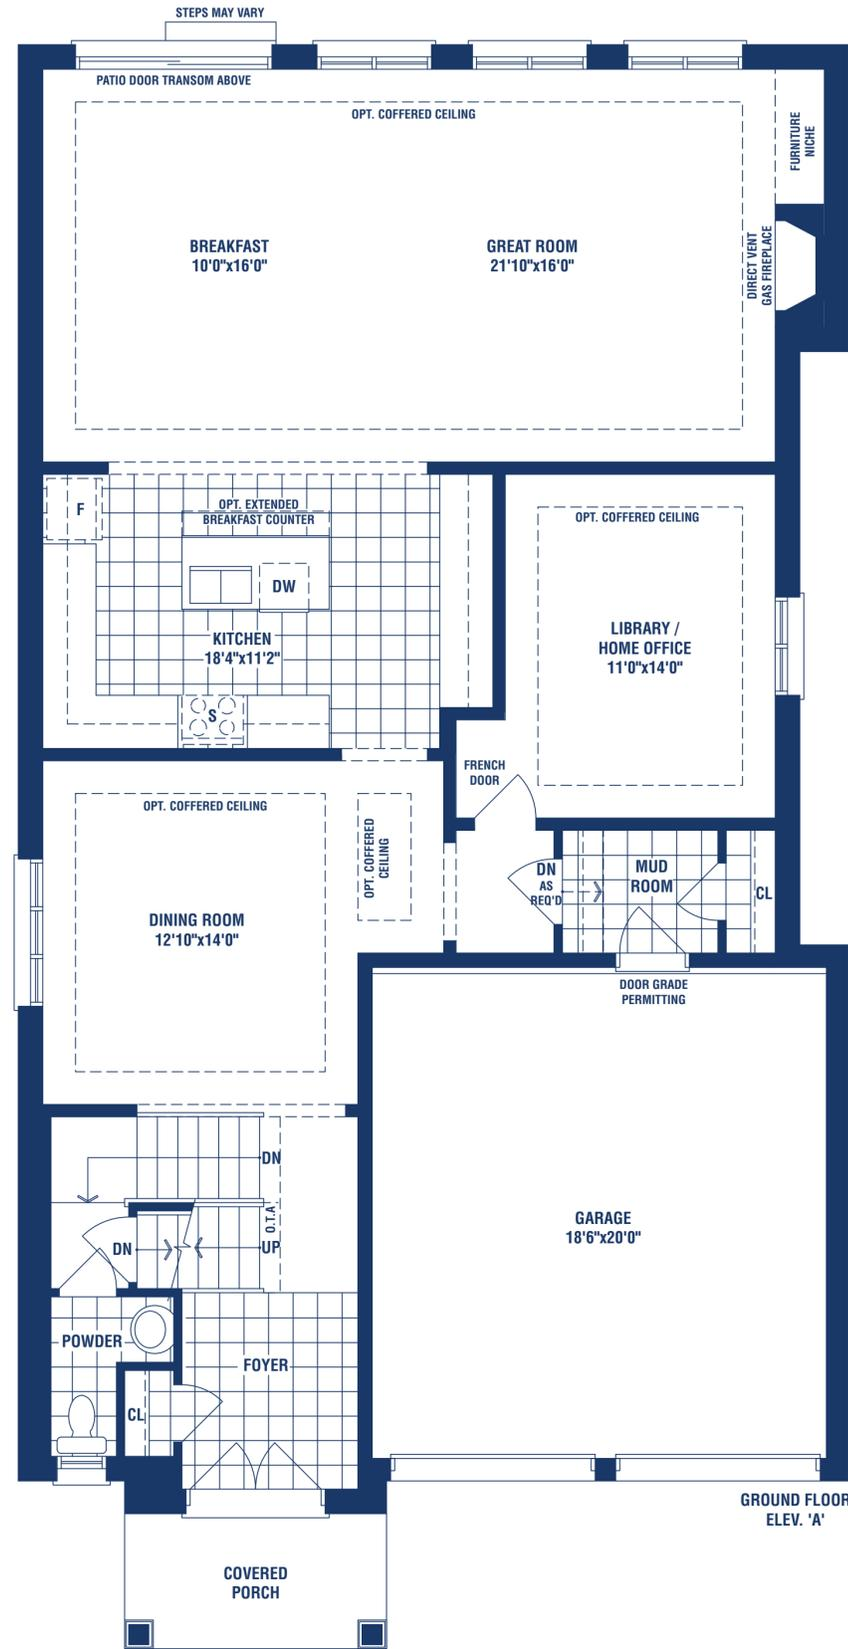 STEPS MAY VARY
PATIO DOOR TRANSOM ABOVE
OPT. COFFERED CEILING
FURNITURE
NICHE
BREAKFAST
10'0"x16'0"
GREAT ROOM
21'10"x16'0"
DIRECT VENT
GAS FIREPLACE
F
OPT. EXTENDED
BREAKFAST COUNTER
DW
KITCHEN
18'4"x11'2"
S
OPT. COFFERED CEILING
LIBRARY /
HOME OFFICE
11'0"x14'0"
FRENCH
DOOR
OPT. COFFERED CEILING
OPT. COFFERED
CEILING
DINING ROOM
12'10"x14'0"
DN
AS
REQ'D
MUD
ROOM
CL
DOOR GRADE
PERMITTING
DN
O.T.A
DN
UP
GARAGE
18'6"x20'0"
POWDER
FOYER
CL
GROUND FLOOR
ELEV. 'A'
COVERED
PORCH